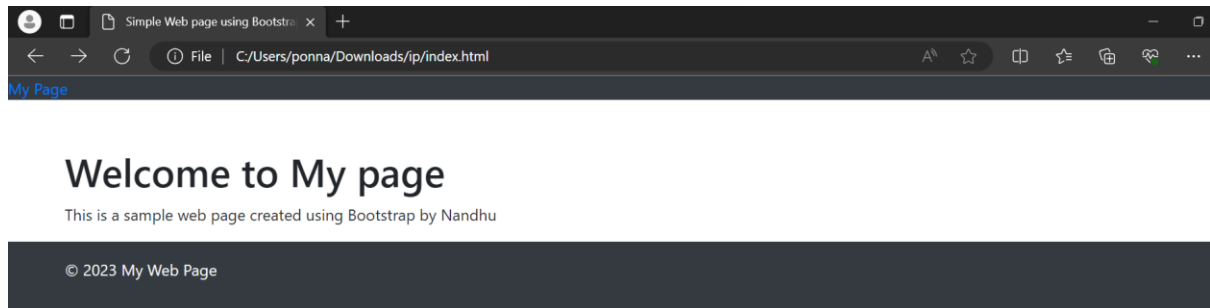 Simple Web page using Bootstra
File | C:/Users/ponna/Downloads/ip/index.html
My Page
Welcome to My page
This is a sample web page created using Bootstrap by Nandhu
© 2023 My Web Page